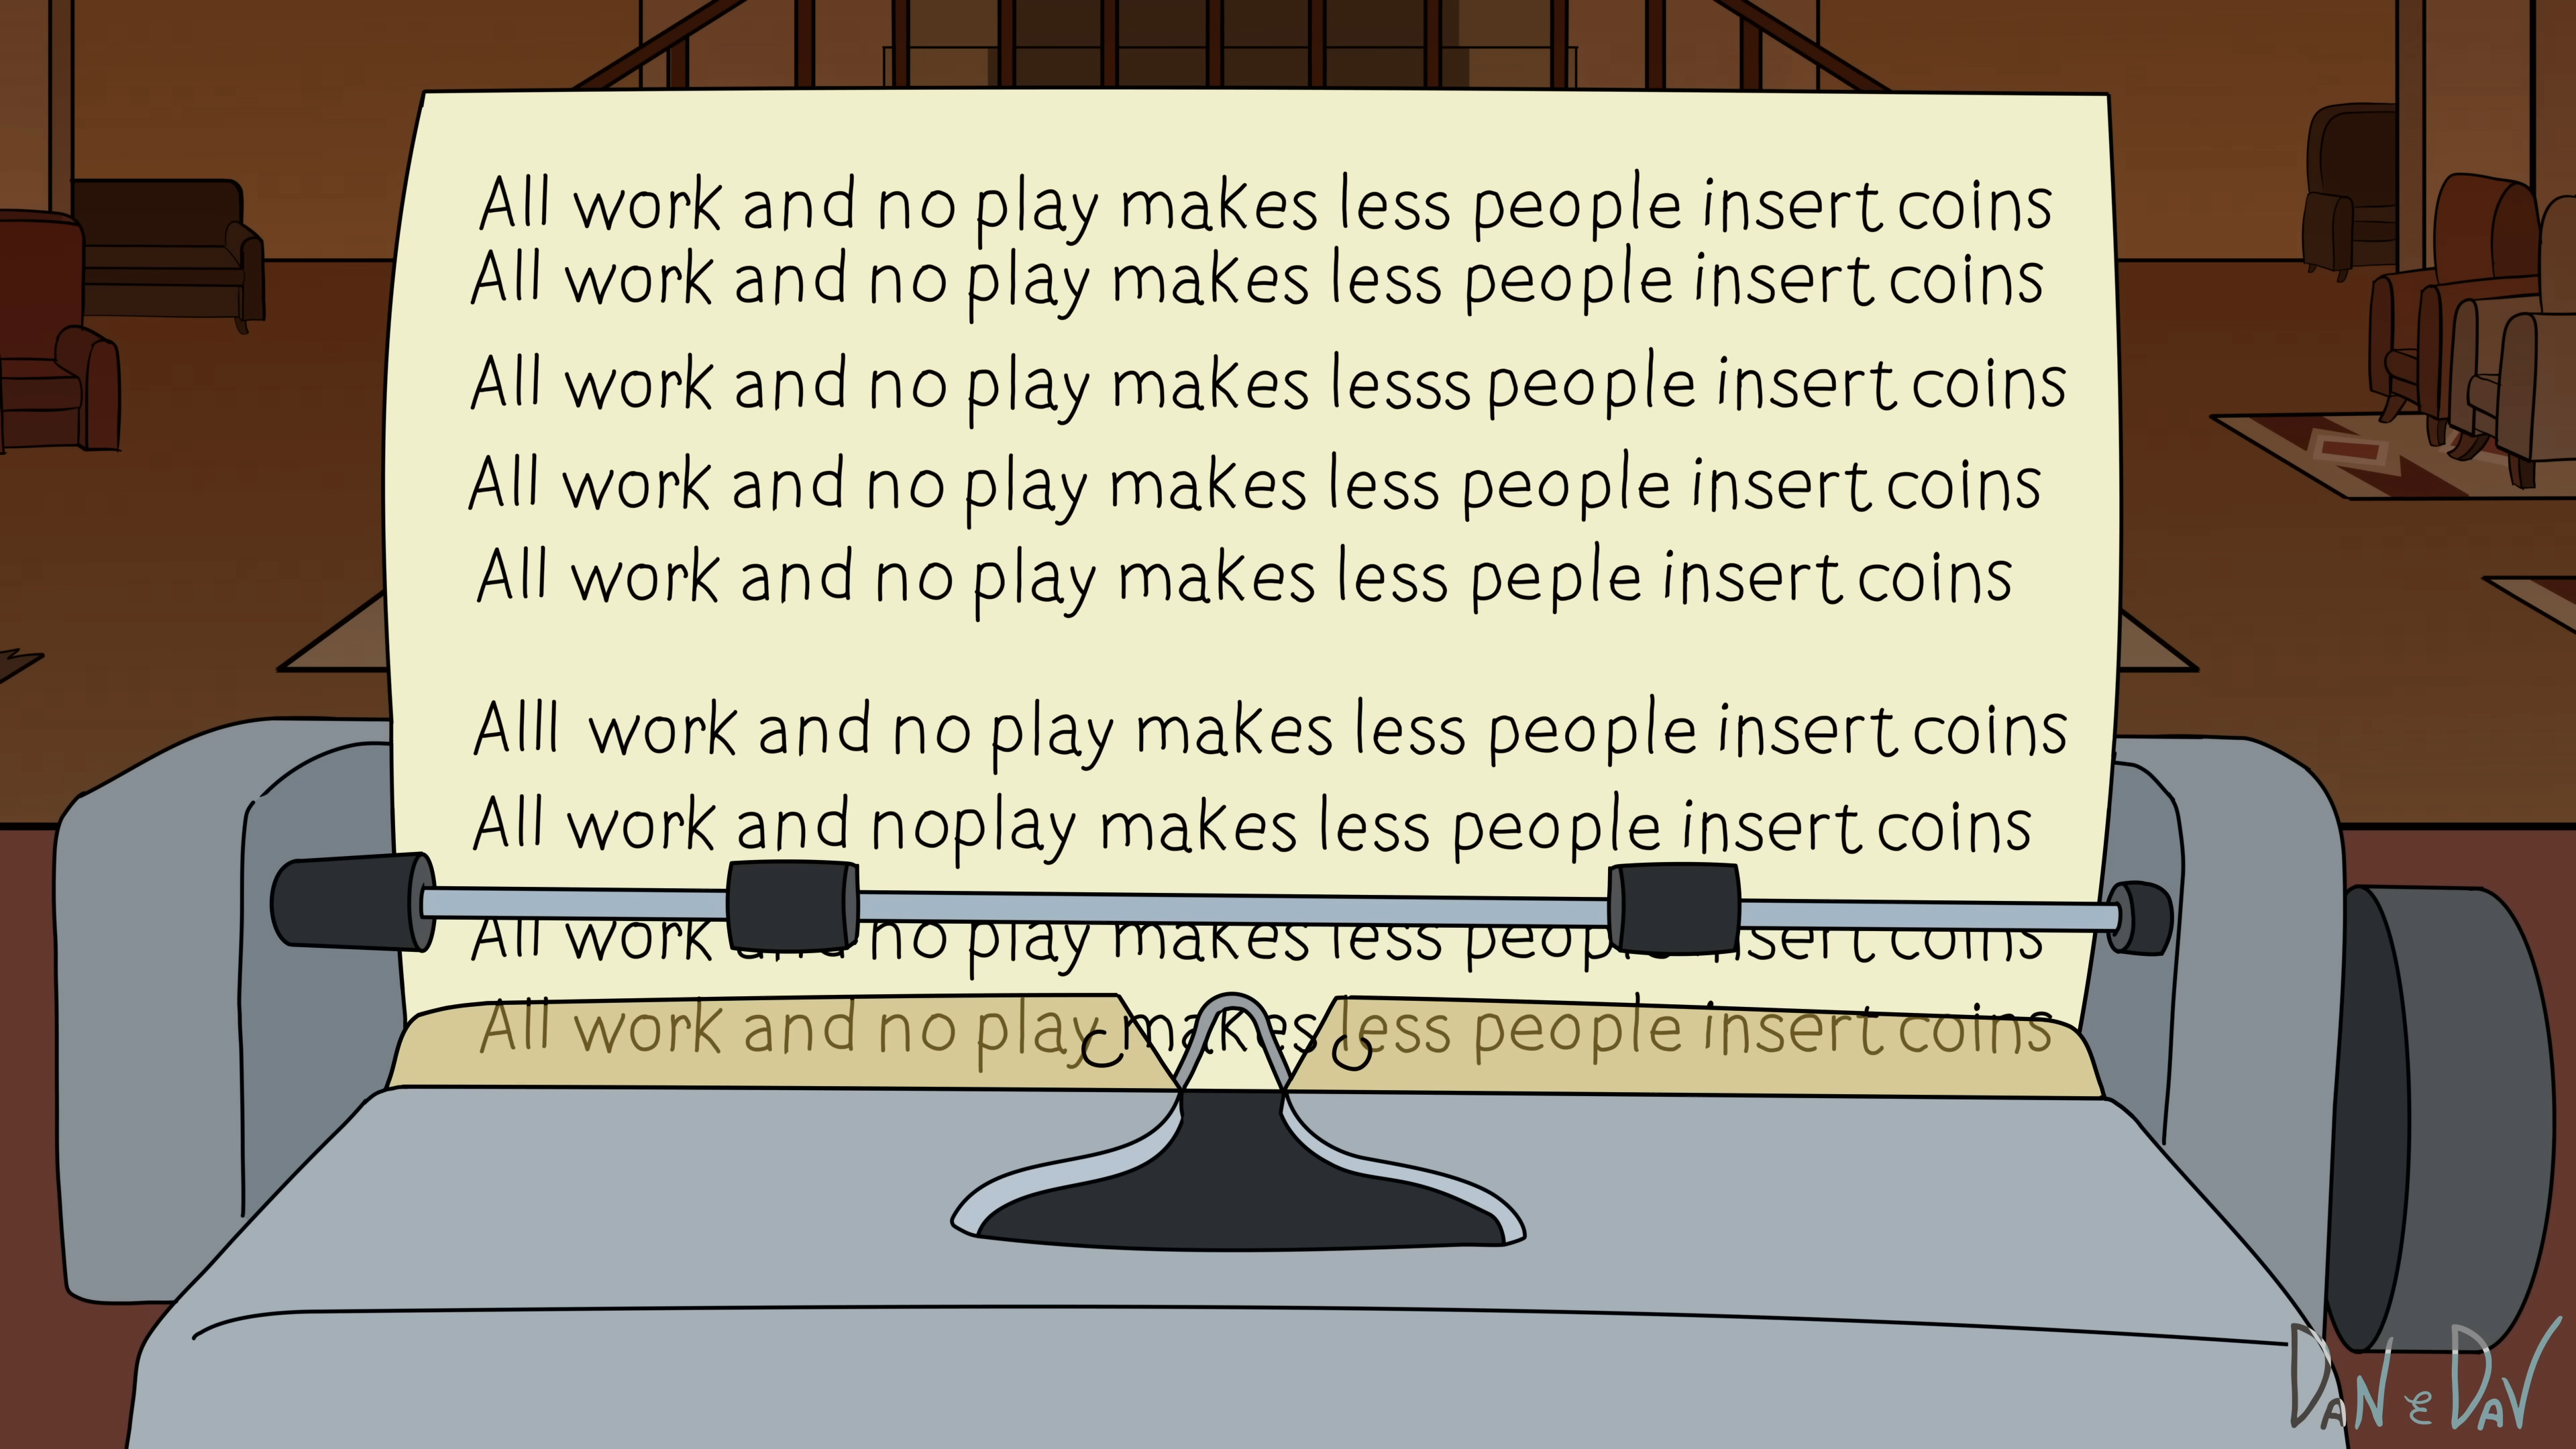 All work and no play makes less people insert coins
All work and no play makes less people insert coins
All work and no play makes lesss people insert coins
All work and no play makes less people insert coins
All work and no play makes less peple insert coins
Alll work and no play makes less people insert coins
All work and noplay makes less people insert coins
All work and no play makes less people insert coins
All work and no play makes less people insert coins
DAN & DAV